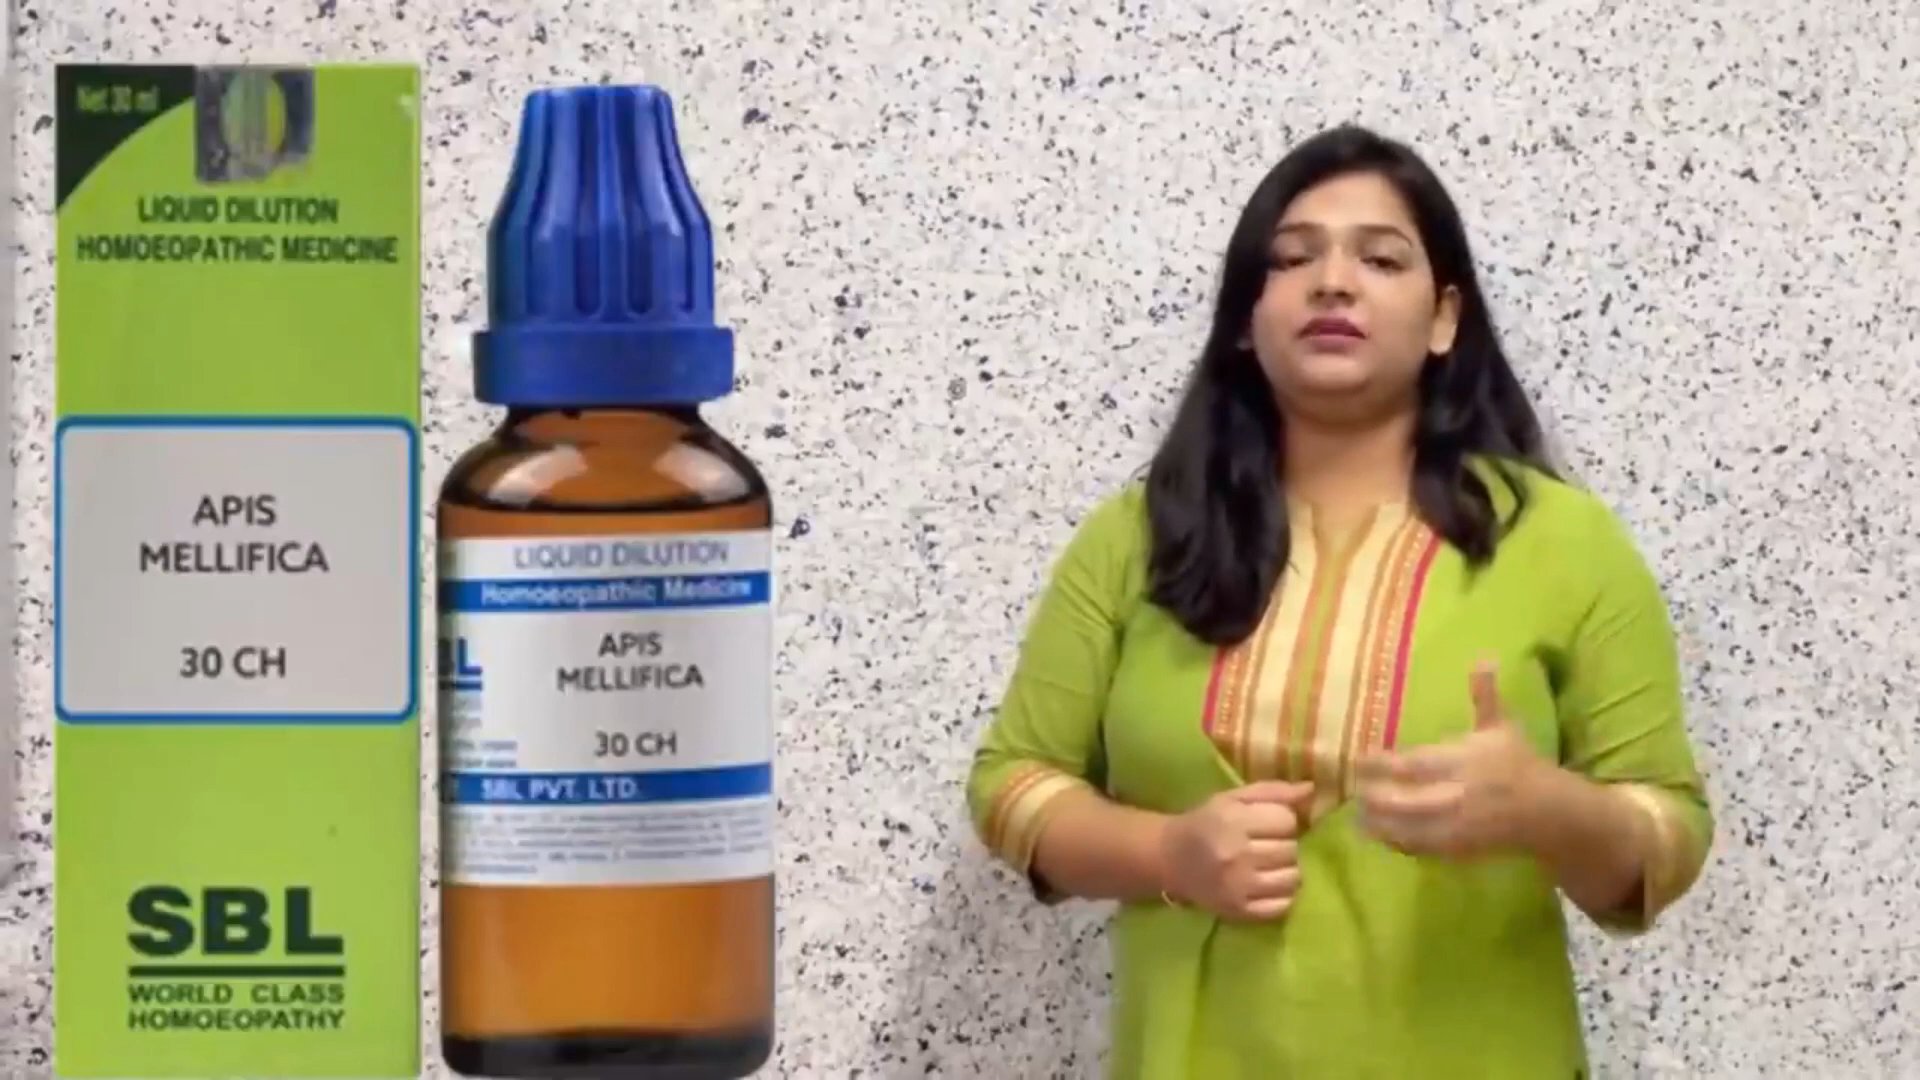 Net 30 ml
LIQUID DILUTION
HOMOEOPATHIC MEDICINE
APIS
MELLIFICA
30 CH
SBL
WORLD CLASS
HOMOEOPATHY
LIQUID DILUTION
Homoeopathic Medicine
BL
APIS
MELLIFICA
30 CH
SBL PVT. LTD.